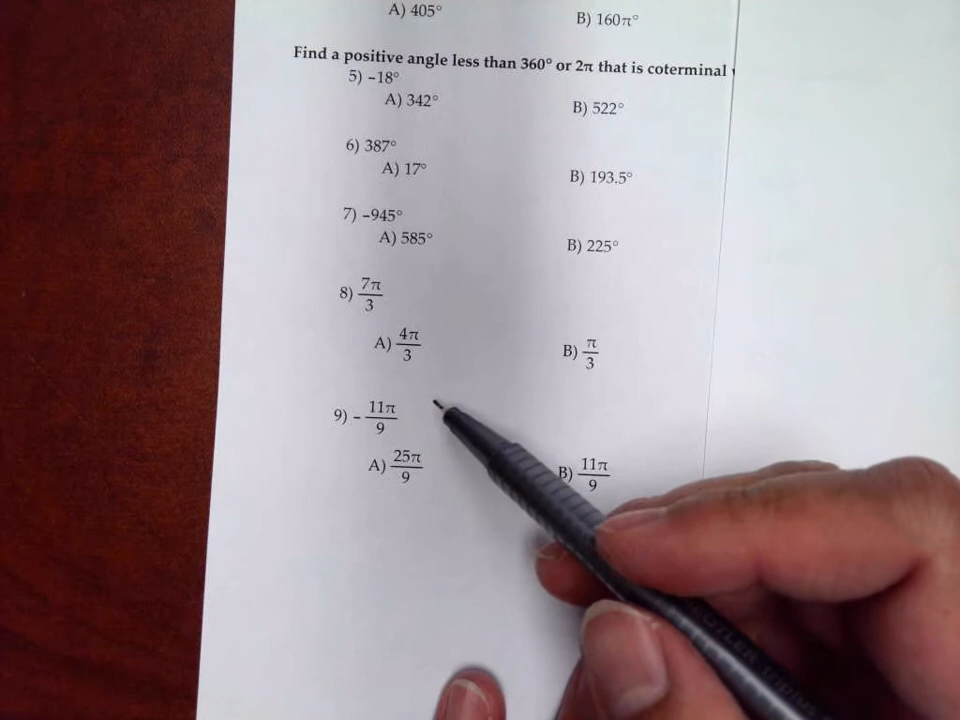 A) 405° B) 160π°
Find a positive angle less than 360° or 2π that is coterminal
5) -18°
A) 342° B) 522°
6) 387°
A) 17° B) 193.5°
7) -945°
A) 585° B) 225°
8) 7π/3
A) 4π/3 B) π/3
9) - 11π/9
A) 25π/9 B) 11π/9